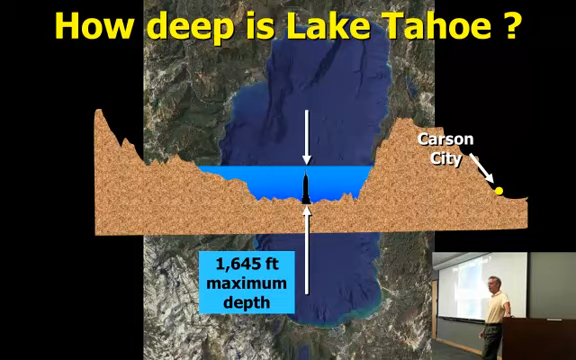 How deep is Lake Tahoe ?
Carson
City
1,645 ft
maximum
depth